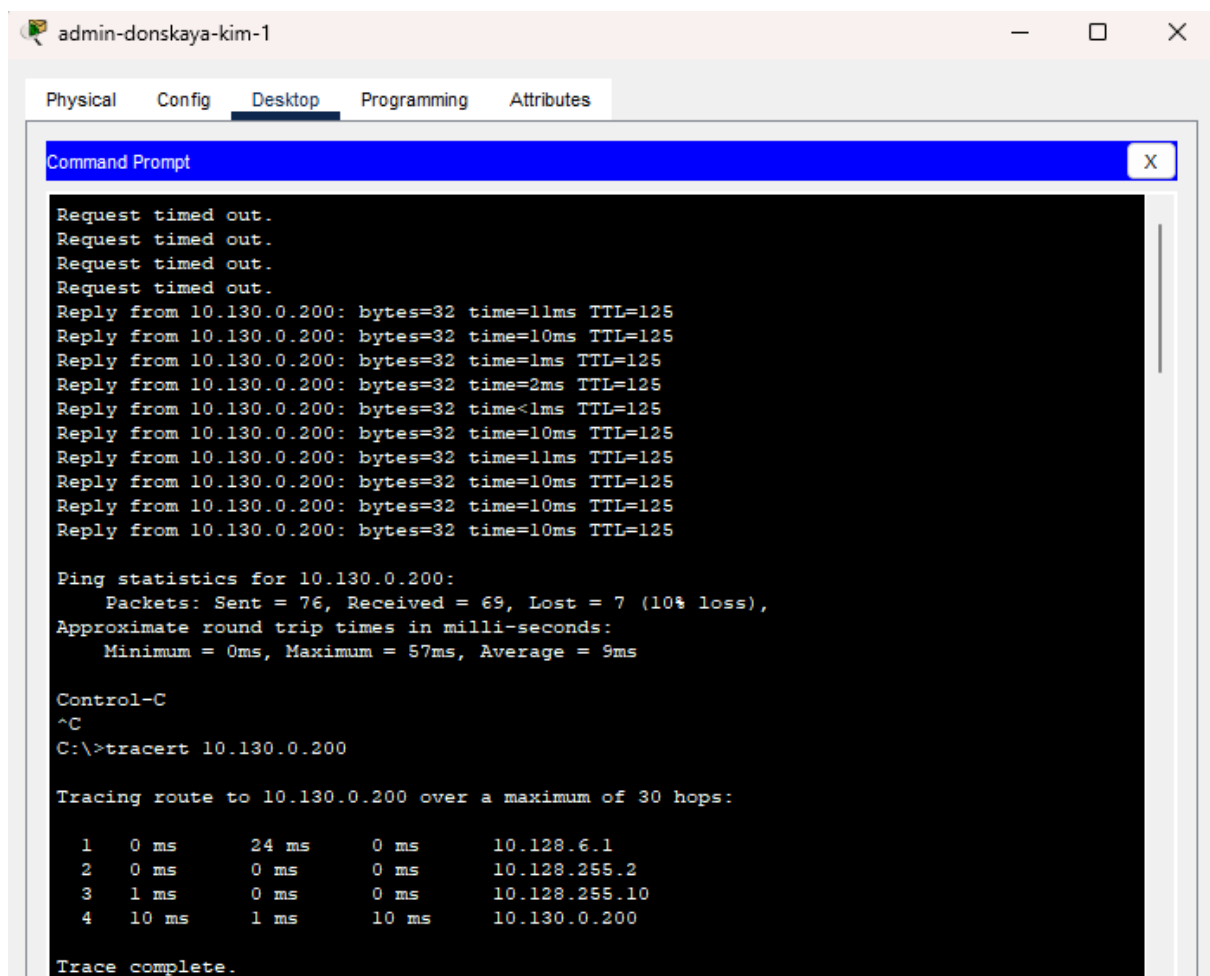 admin-donskaya-kim-1
Physical Config Desktop Programming Attributes
Command Prompt X
Request timed out.
Request timed out.
Request timed out.
Request timed out.
Reply from 10.130.0.200: bytes=32 time=11ms TTL=125
Reply from 10.130.0.200: bytes=32 time=10ms TTL=125
Reply from 10.130.0.200: bytes=32 time=1ms TTL=125
Reply from 10.130.0.200: bytes=32 time=2ms TTL=125
Reply from 10.130.0.200: bytes=32 time<1ms TTL=125
Reply from 10.130.0.200: bytes=32 time=10ms TTL=125
Reply from 10.130.0.200: bytes=32 time=11ms TTL=125
Reply from 10.130.0.200: bytes=32 time=10ms TTL=125
Reply from 10.130.0.200: bytes=32 time=10ms TTL=125
Reply from 10.130.0.200: bytes=32 time=10ms TTL=125
Ping statistics for 10.130.0.200:
Packets: Sent = 76, Received = 69, Lost = 7 (10% loss),
Approximate round trip times in milli-seconds:
Minimum = 0ms, Maximum = 57ms, Average = 9ms
Control-C
^C
C:\>tracert 10.130.0.200
Tracing route to 10.130.0.200 over a maximum of 30 hops:
1 0 ms 24 ms 0 ms 10.128.6.1
2 0 ms 0 ms 0 ms 10.128.255.2
3 1 ms 0 ms 0 ms 10.128.255.10
4 10 ms 1 ms 10 ms 10.130.0.200
Trace complete.